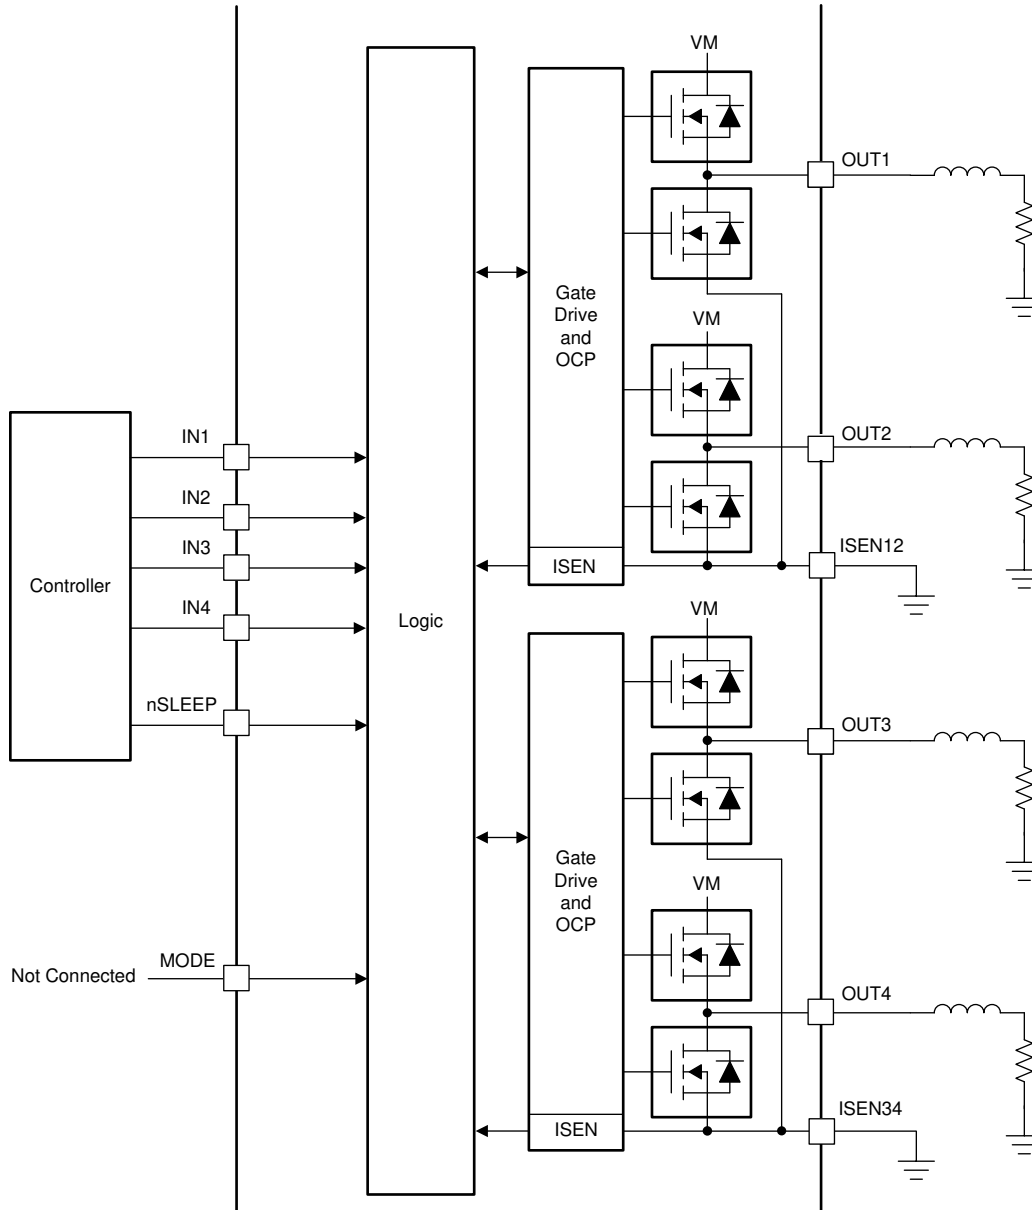 VM
OUT1
Gate
Drive
and
OCP
VM
OUT2
IN1
IN2
IN3
IN4
nSLEEP
Controller
Logic
ISEN
ISEN12
VM
OUT3
Gate
Drive
and
OCP
VM
OUT4
Not Connected
MODE
ISEN
ISEN34